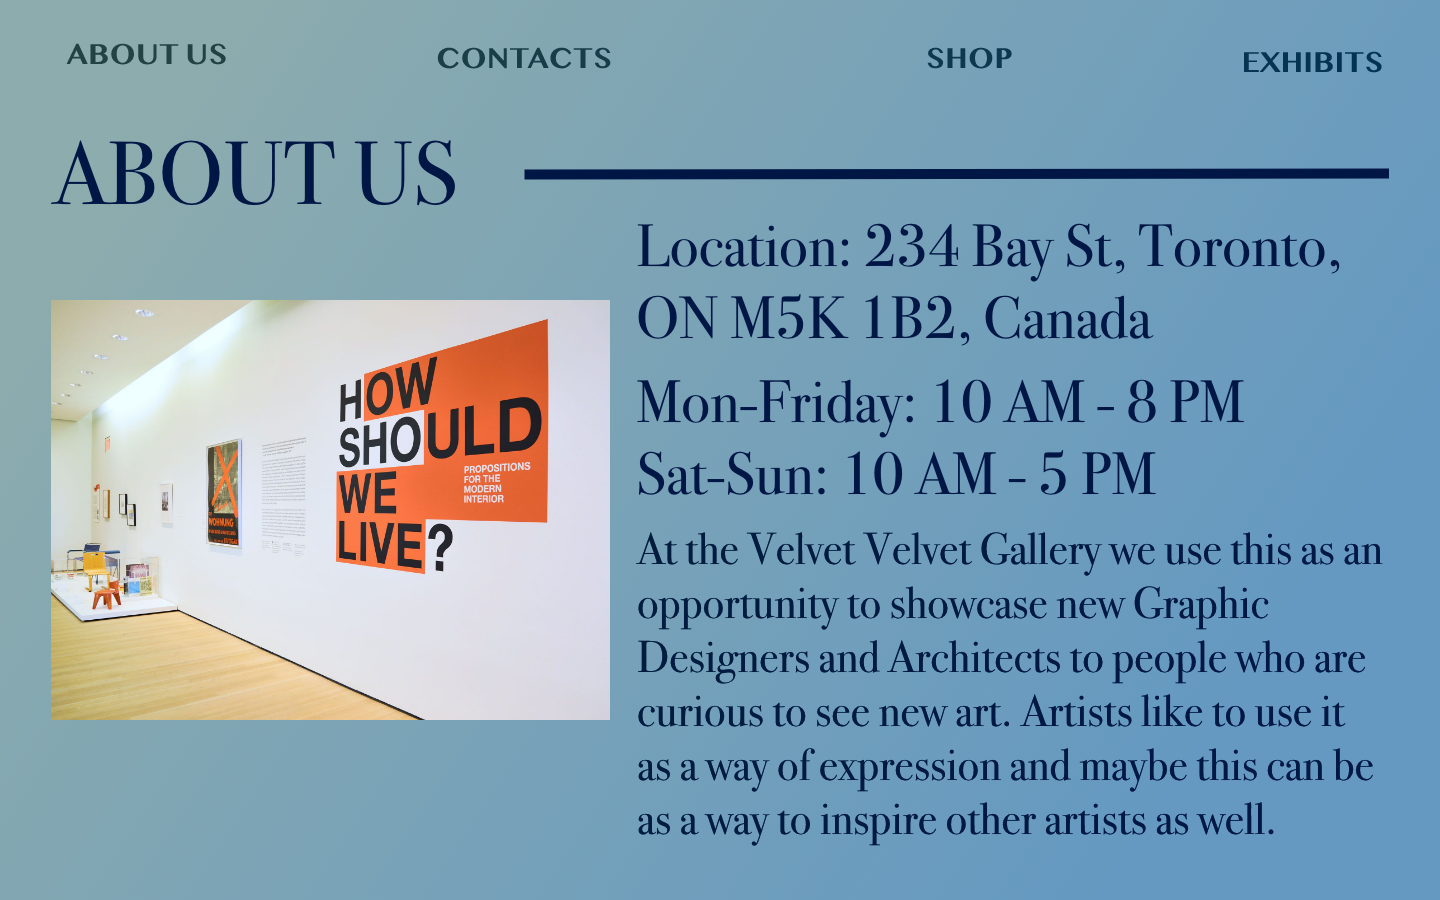 ABOUT US
CONTACTS
SHOP
EXHIBITS
ABOUT US
Location: 234 Bay St, Toronto,
ON M5K 1B2, Canada
Mon-Friday: 10 AM - 8 PM
Sat-Sun: 10 AM - 5 PM
At the Velvet Velvet Gallery we use this as an
opportunity to showcase new Graphic
Designers and Architects to people who are
curious to see new art. Artists like to use it
as a way of expression and maybe this can be
as a way to inspire other artists as well.
HOW
SHOULD
WE
LIVE?
PROPOSITIONS
FOR THE
MODERN
INTERIOR
WOHNUNG